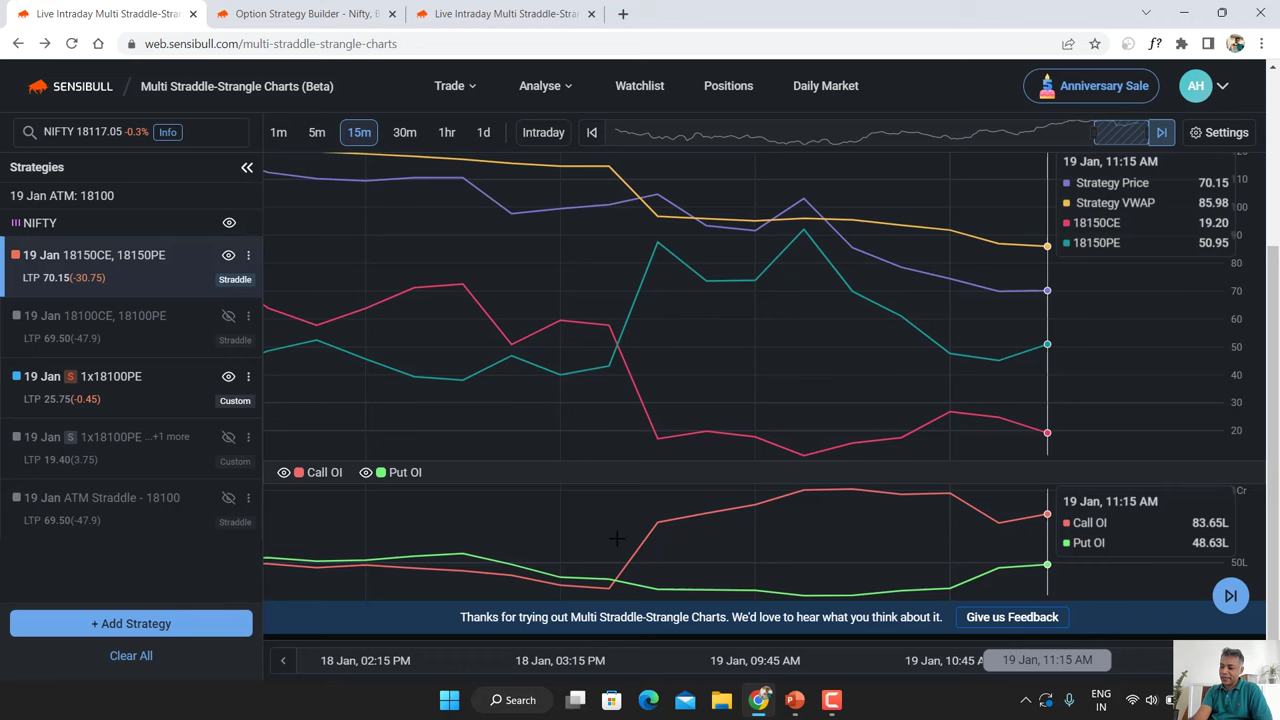 Live Intraday Multi Straddle-Stran
Option Strategy Builder - Nifty, B
Live Intraday Multi Straddle-Stran
web.sensibull.com/multi-straddle-strangle-charts
SENSIBULL
Multi Straddle-Strangle Charts (Beta)
Trade
Analyse
Watchlist
Positions
Daily Market
5
Anniversary Sale
AH
NIFTY 18117.05 -0.3% Info
1m 5m 15m 30m 1hr 1d Intraday
Settings
Strategies
19 Jan ATM: 18100
NIFTY
19 Jan 18150CE, 18150PE
LTP 70.15(-30.75)
Straddle
19 Jan 18100CE, 18100PE
LTP 69.50(-47.9)
Straddle
19 Jan S 1x18100PE
LTP 25.75(-0.45)
Custom
19 Jan S 1x18100PE ...+1 more
LTP 19.40(3.75)
Custom
19 Jan ATM Straddle - 18100
LTP 69.50(-47.9)
Straddle
+ Add Strategy
Clear All
120
19 Jan, 11:15 AM
Strategy Price 70.15
Strategy VWAP 85.98
18150CE 19.20
18150PE 50.95
110
100
90
80
70
60
50
40
30
20
Call OI Put OI
19 Jan, 11:15 AM
Call OI 83.65L
Put OI 48.63L
1Cr
50L
Thanks for trying out Multi Straddle-Strangle Charts. We'd love to hear what you think about it.
Give us Feedback
18 Jan, 02:15 PM
18 Jan, 03:15 PM
19 Jan, 09:45 AM
19 Jan, 10:45 A
19 Jan, 11:15 AM
Search
ENG
IN